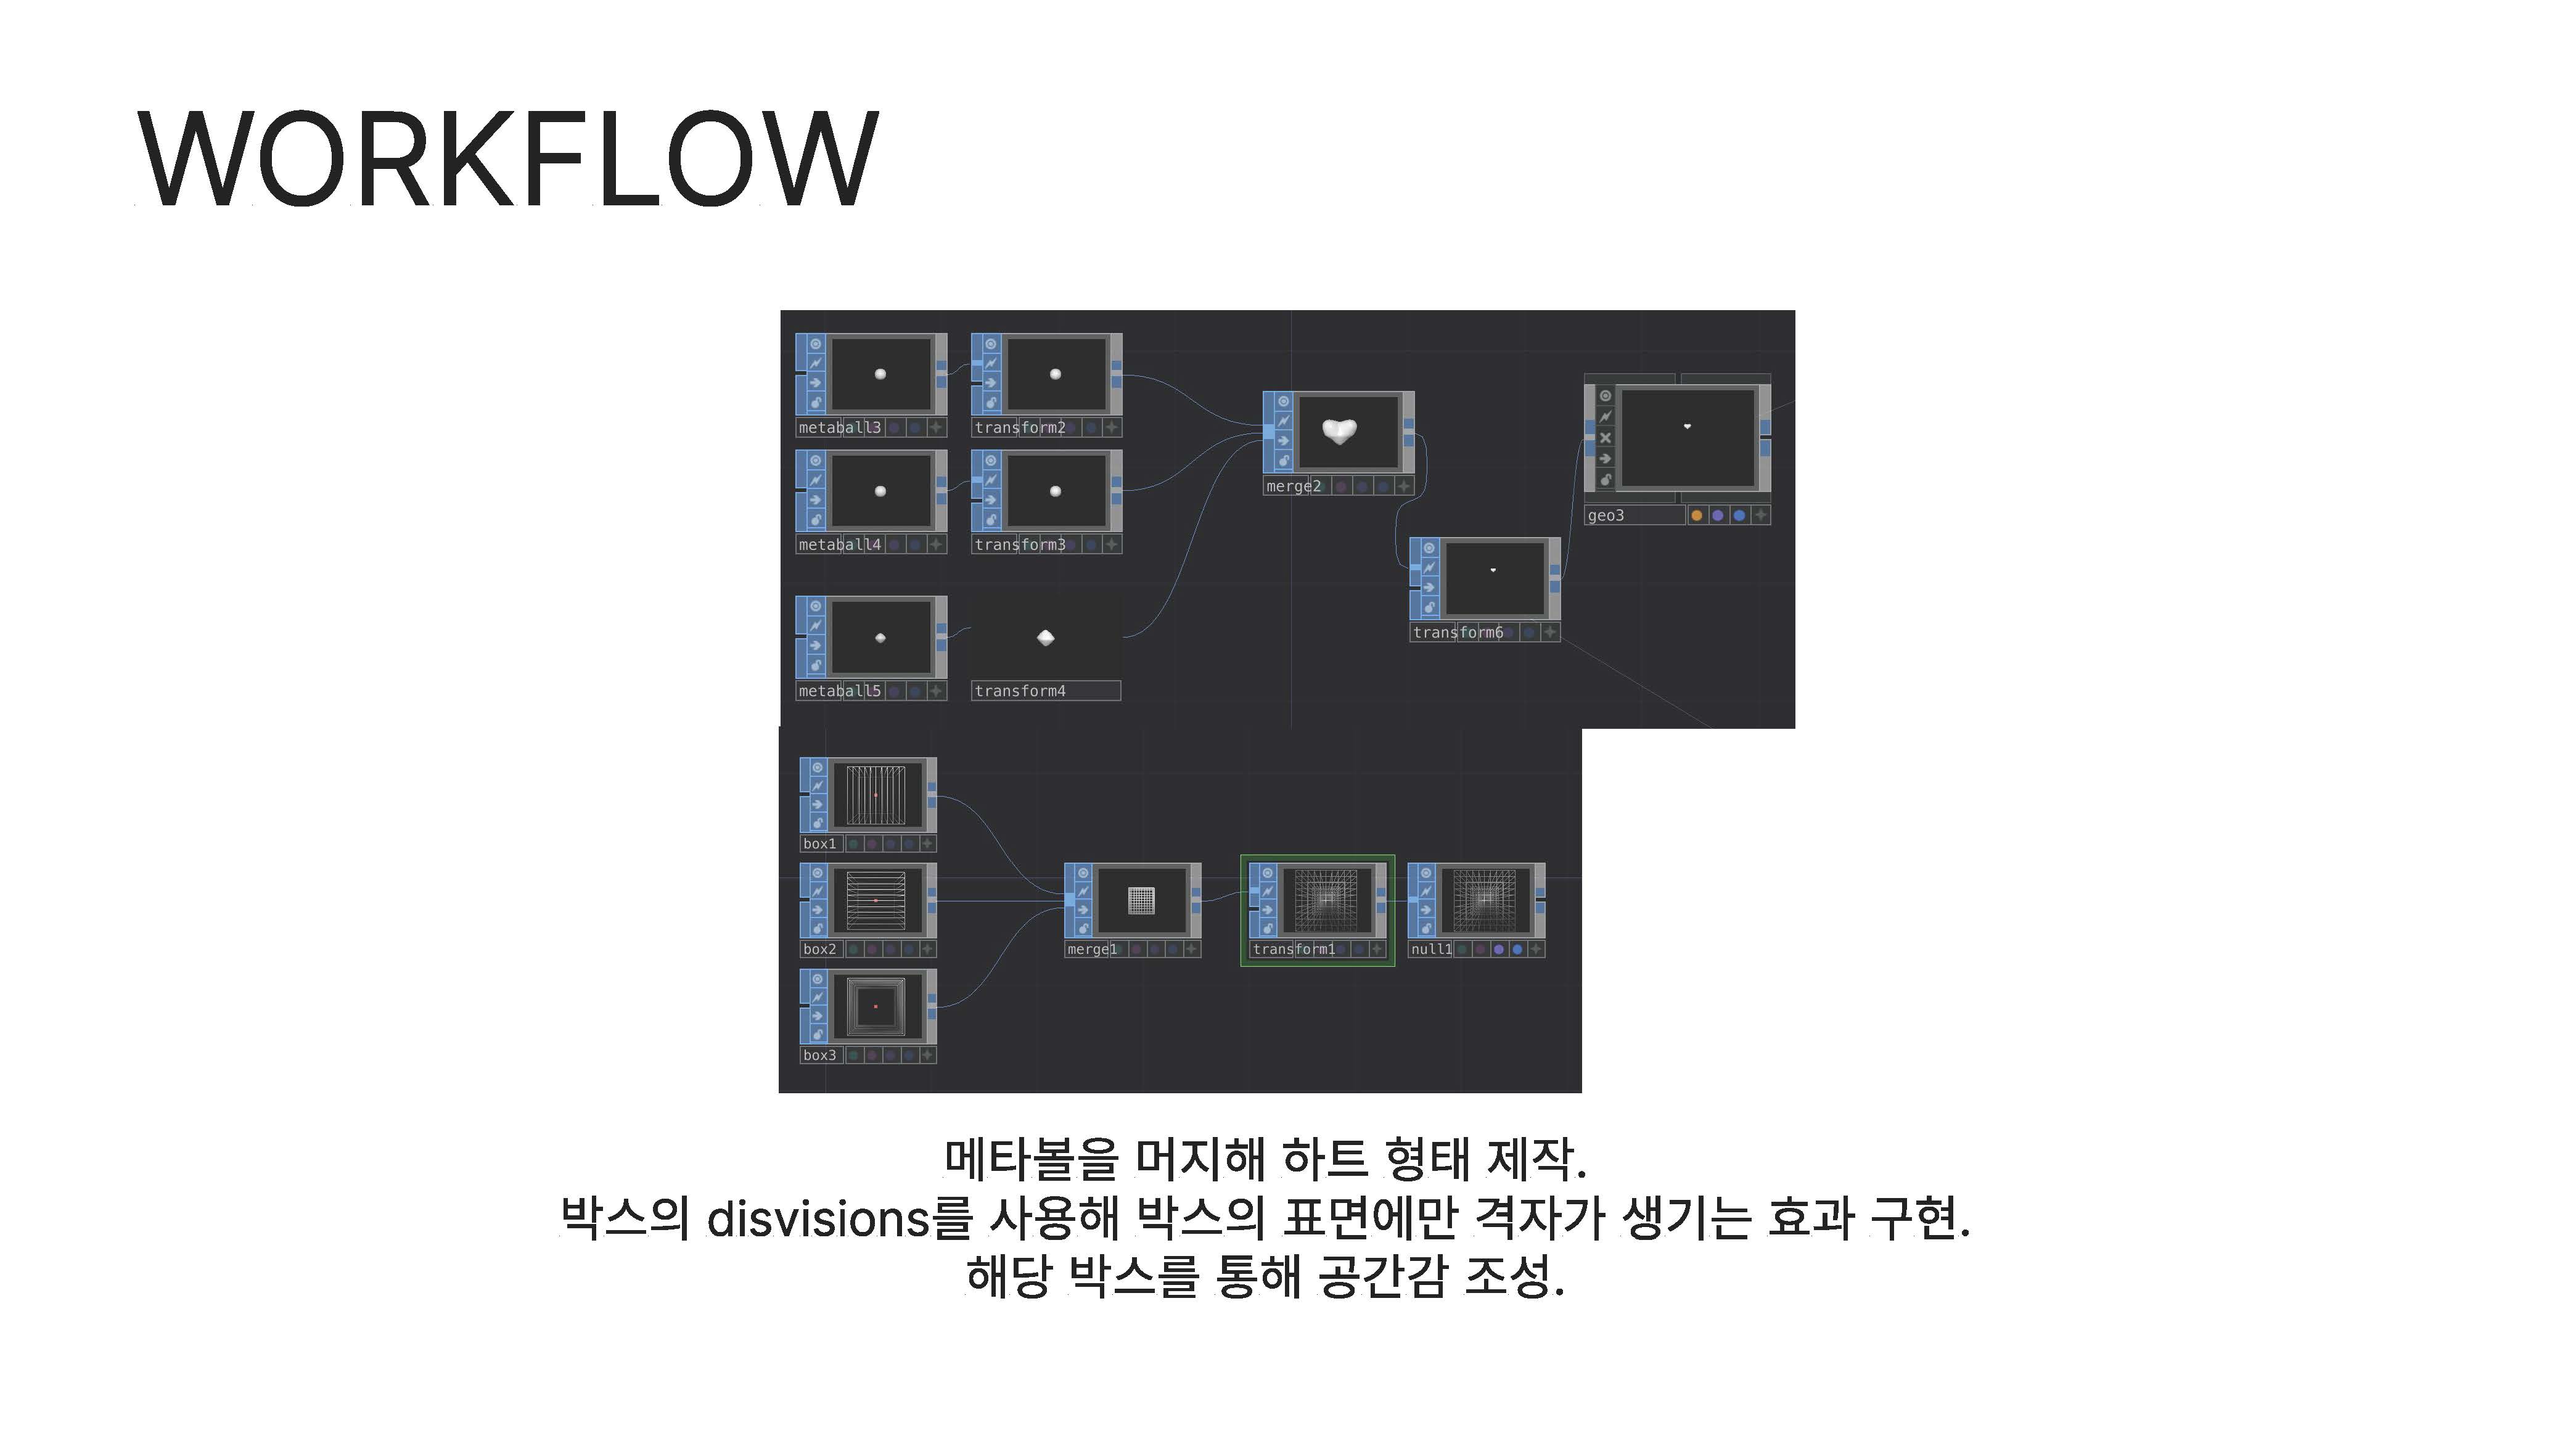 WORKFLOW
metaball3
transform2
metaball4
transform3
merge2
geo3
transform6
metaball5
transform4
box1
box2
merge1
transform1
null1
box3
메타볼을 머지해 하트 형태 제작.
박스의 disvisions를 사용해 박스의 표면에만 격자가 생기는 효과 구현.
해당 박스를 통해 공간감 조성.